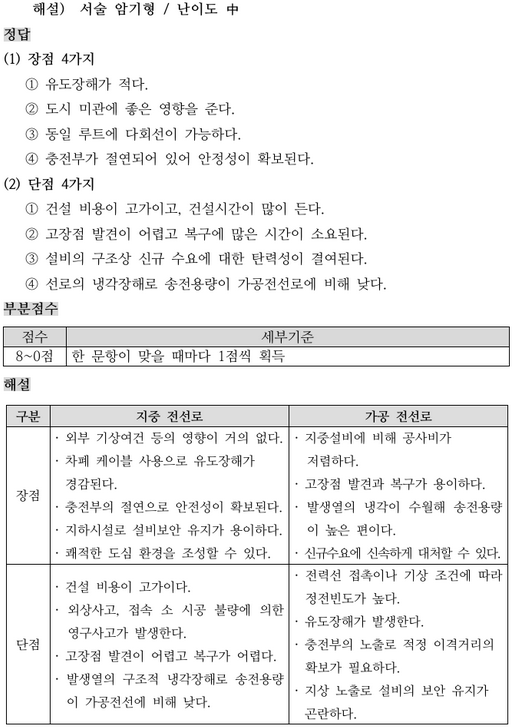 해설) 서술 암기형 / 난이도 中
정답
(1) 장점 4가지
① 유도장해가 적다.
② 도시 미관에 좋은 영향을 준다.
③ 동일 루트에 다회선이 가능하다.
④ 충전부가 절연되어 있어 안정성이 확보된다.
(2) 단점 4가지
① 건설 비용이 고가이고, 건설시간이 많이 든다.
② 고장점 발견이 어렵고 복구에 많은 시간이 소요된다.
③ 설비의 구조상 신규 수요에 대한 탄력성이 결여된다.
④ 선로의 냉각장해로 송전용량이 가공전선로에 비해 낮다.
부분점수
점수 세부기준
8~0점 한 문항이 맞을 때마다 1점씩 획득
해설
구분 지중 전선로 가공 전선로
장점
· 외부 기상여건 등의 영향이 거의 없다.
· 차폐 케이블 사용으로 유도장해가
경감된다.
· 충전부의 절연으로 안전성이 확보된다.
· 지하시설로 설비보안 유지가 용이하다.
· 쾌적한 도심 환경을 조성할 수 있다.
· 지중설비에 비해 공사비가
저렴하다.
· 고장점 발견과 복구가 용이하다.
· 발생열의 냉각이 수월해 송전용량
이 높은 편이다.
· 신규수요에 신속하게 대처할 수 있다.
단점
· 건설 비용이 고가이다.
· 외상사고, 접속 소 시공 불량에 의한
영구사고가 발생한다.
· 고장점 발견이 어렵고 복구가 어렵다.
· 발생열의 구조적 냉각장해로 송전용량
이 가공전선에 비해 낮다.
· 전력선 접촉이나 기상 조건에 따라
정전빈도가 높다.
· 유도장해가 발생한다.
· 충전부의 노출로 적정 이격거리의
확보가 필요하다.
· 지상 노출로 설비의 보안 유지가
곤란하다.